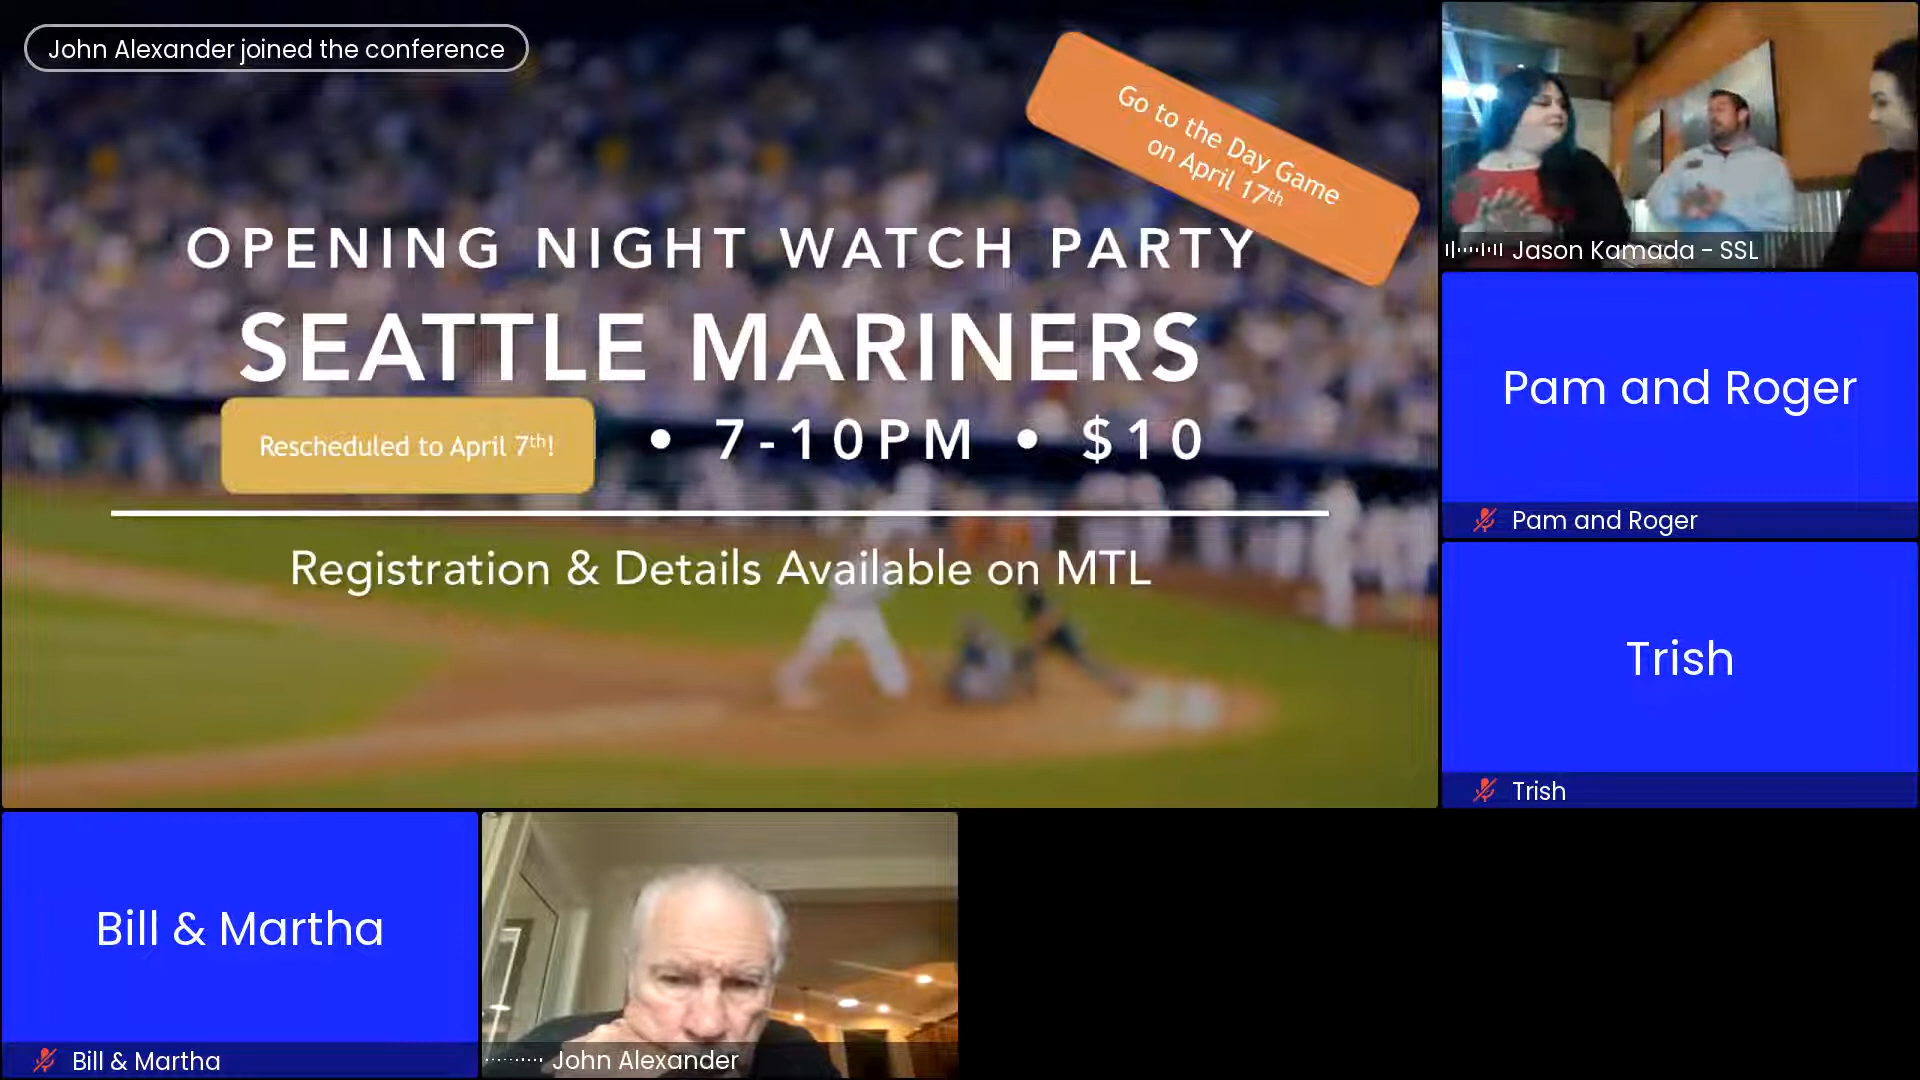 John Alexander joined the conference
Go to the Day Game
on April 17th
OPENING NIGHT WATCH PARTY
SEATTLE MARINERS
Rescheduled to April 7th!
• 7-10PM • $10
Registration & Details Available on MTL
Jason Kamada - SSL
Pam and Roger
Pam and Roger
Trish
Trish
Bill & Martha
Bill & Martha
John Alexander